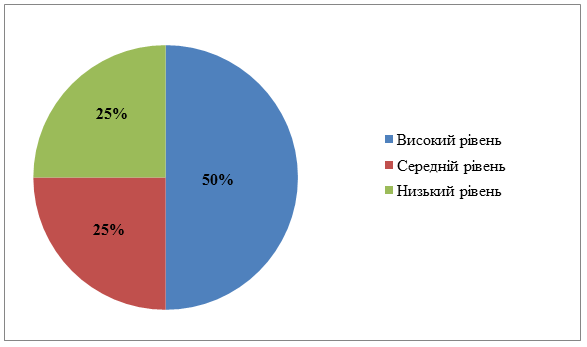 25%
50%
25%
Високий рівень
Середній рівень
Низький рівень